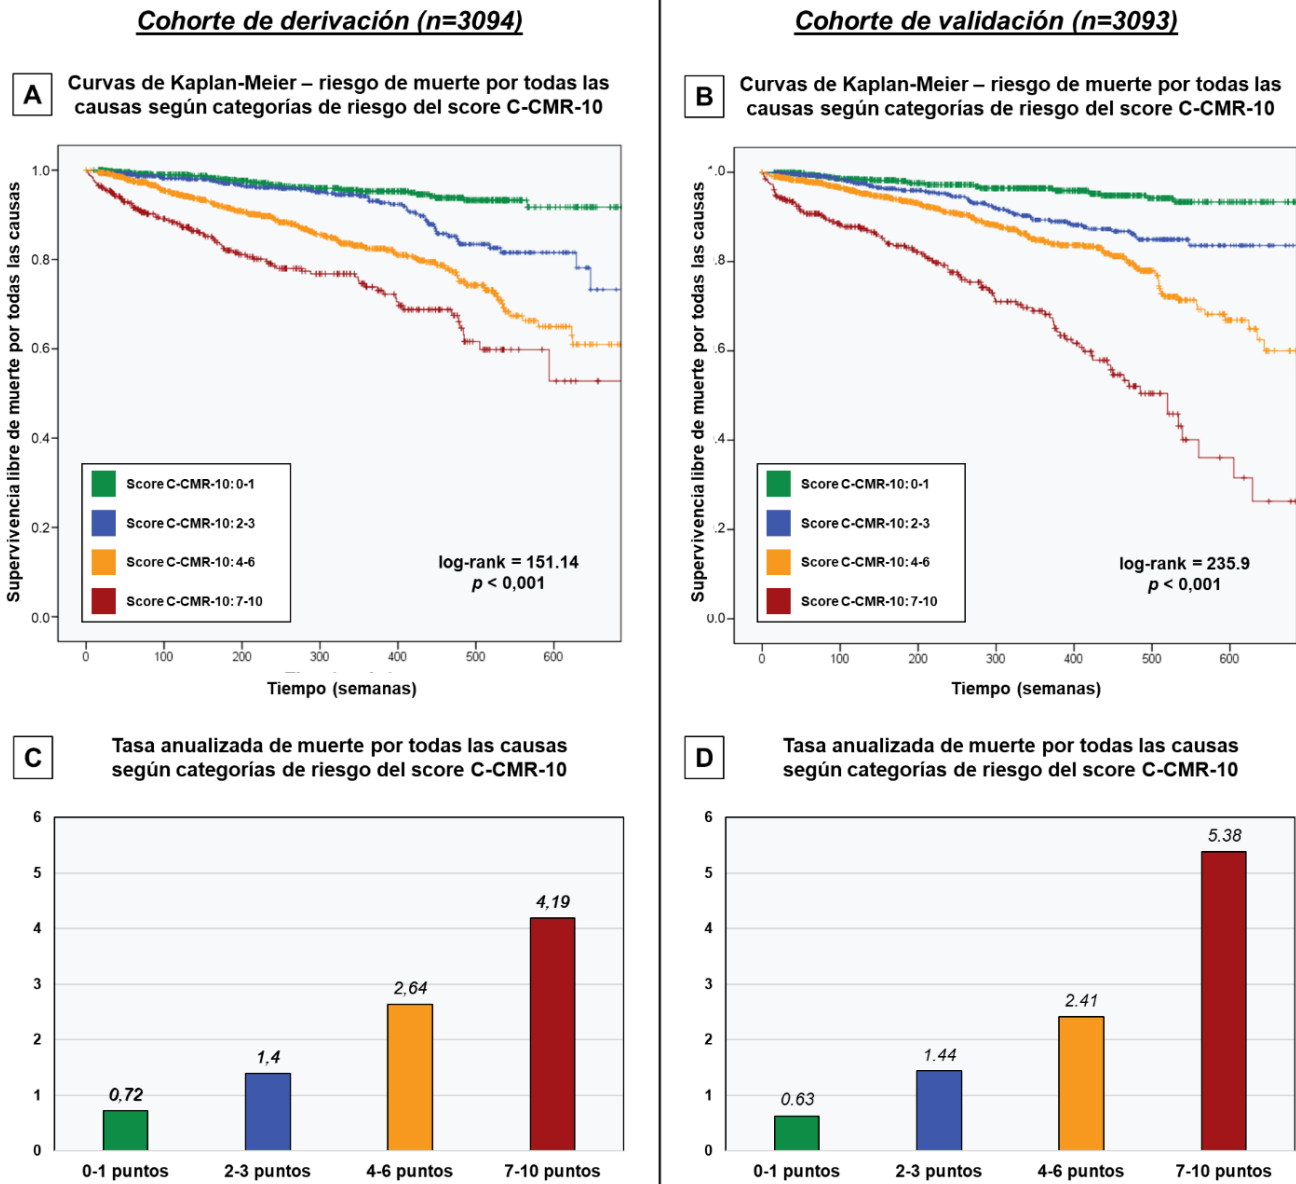 Cohorte de derivación (n=3094)
A
Curvas de Kaplan-Meier – riesgo de muerte por todas las
causas según categorías de riesgo del score C-CMR-10
Supervivencia libre de muerte por todas las causas
1.0
0.8
0.6
0.4
0.2
0.0
Score C-CMR-10: 0-1
Score C-CMR-10: 2-3
Score C-CMR-10: 4-6
Score C-CMR-10: 7-10
log-rank = 151.14
p < 0,001
0 100 200 300 400 500 600
Tiempo (semanas)
Cohorte de validación (n=3093)
B
Curvas de Kaplan-Meier – riesgo de muerte por todas las
causas según categorías de riesgo del score C-CMR-10
Supervivencia libre de muerte por todas las causas
.0
.8
.6
.4
.2
0.0
Score C-CMR-10: 0-1
Score C-CMR-10: 2-3
Score C-CMR-10: 4-6
Score C-CMR-10: 7-10
log-rank = 235.9
p < 0,001
0 100 200 300 400 500 600
Tiempo (semanas)
C
Tasa anualizada de muerte por todas las causas
según categorías de riesgo del score C-CMR-10
6
5
4
3
2
1
0
0,72
1,4
2,64
4,19
0-1 puntos 2-3 puntos 4-6 puntos 7-10 puntos
D
Tasa anualizada de muerte por todas las causas
según categorías de riesgo del score C-CMR-10
6
5
4
3
2
1
0
0.63
1.44
2.41
5.38
0-1 puntos 2-3 puntos 4-6 puntos 7-10 puntos